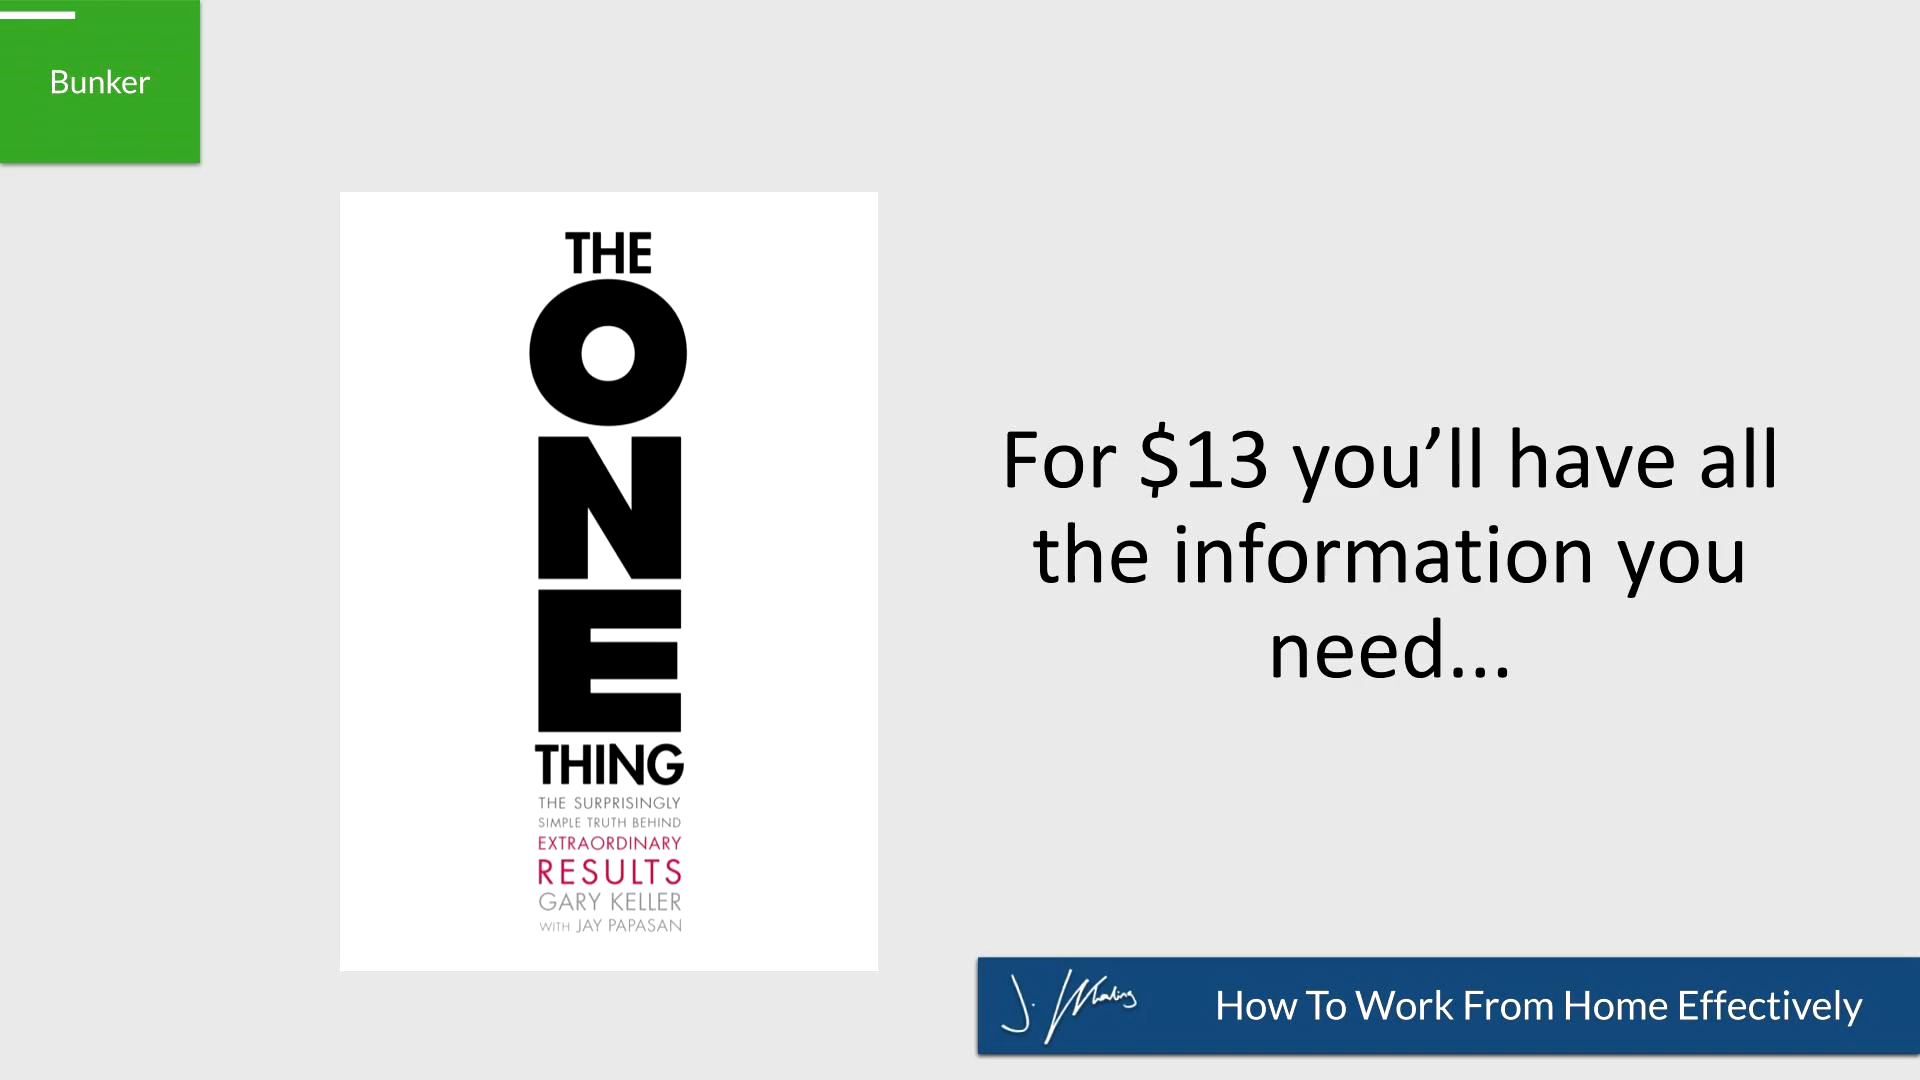 Bunker
THE
ONE
THING
THE SURPRISINGLY
SIMPLE TRUTH BEHIND
EXTRAORDINARY
RESULTS
GARY KELLER
WITH JAY PAPASAN
For $13 you’ll have all
the information you
need...
How To Work From Home Effectively